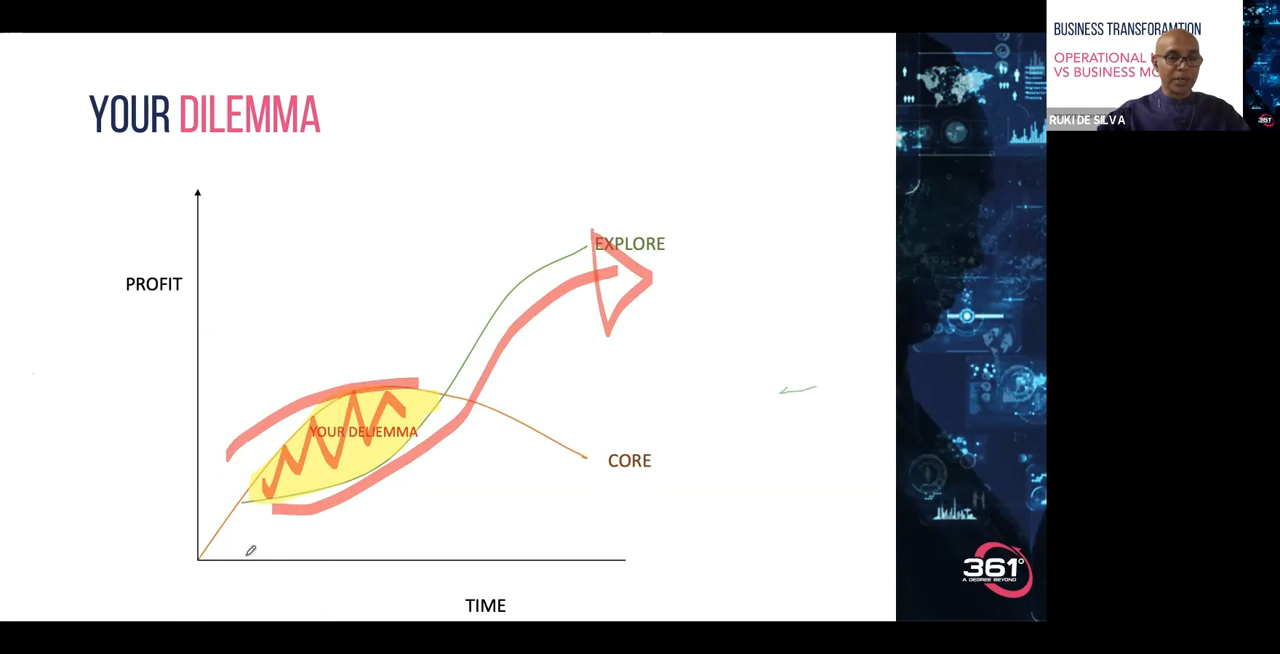 YOUR DILEMMA
EXPLORE
PROFIT
YOUR DELIEMMA
CORE
TIME
361°
A DEGREE BEYOND
BUSINESS TRANSFORAMTION
OPERATIONAL
VS BUSINESS MO
RUKI DE SILVA
361